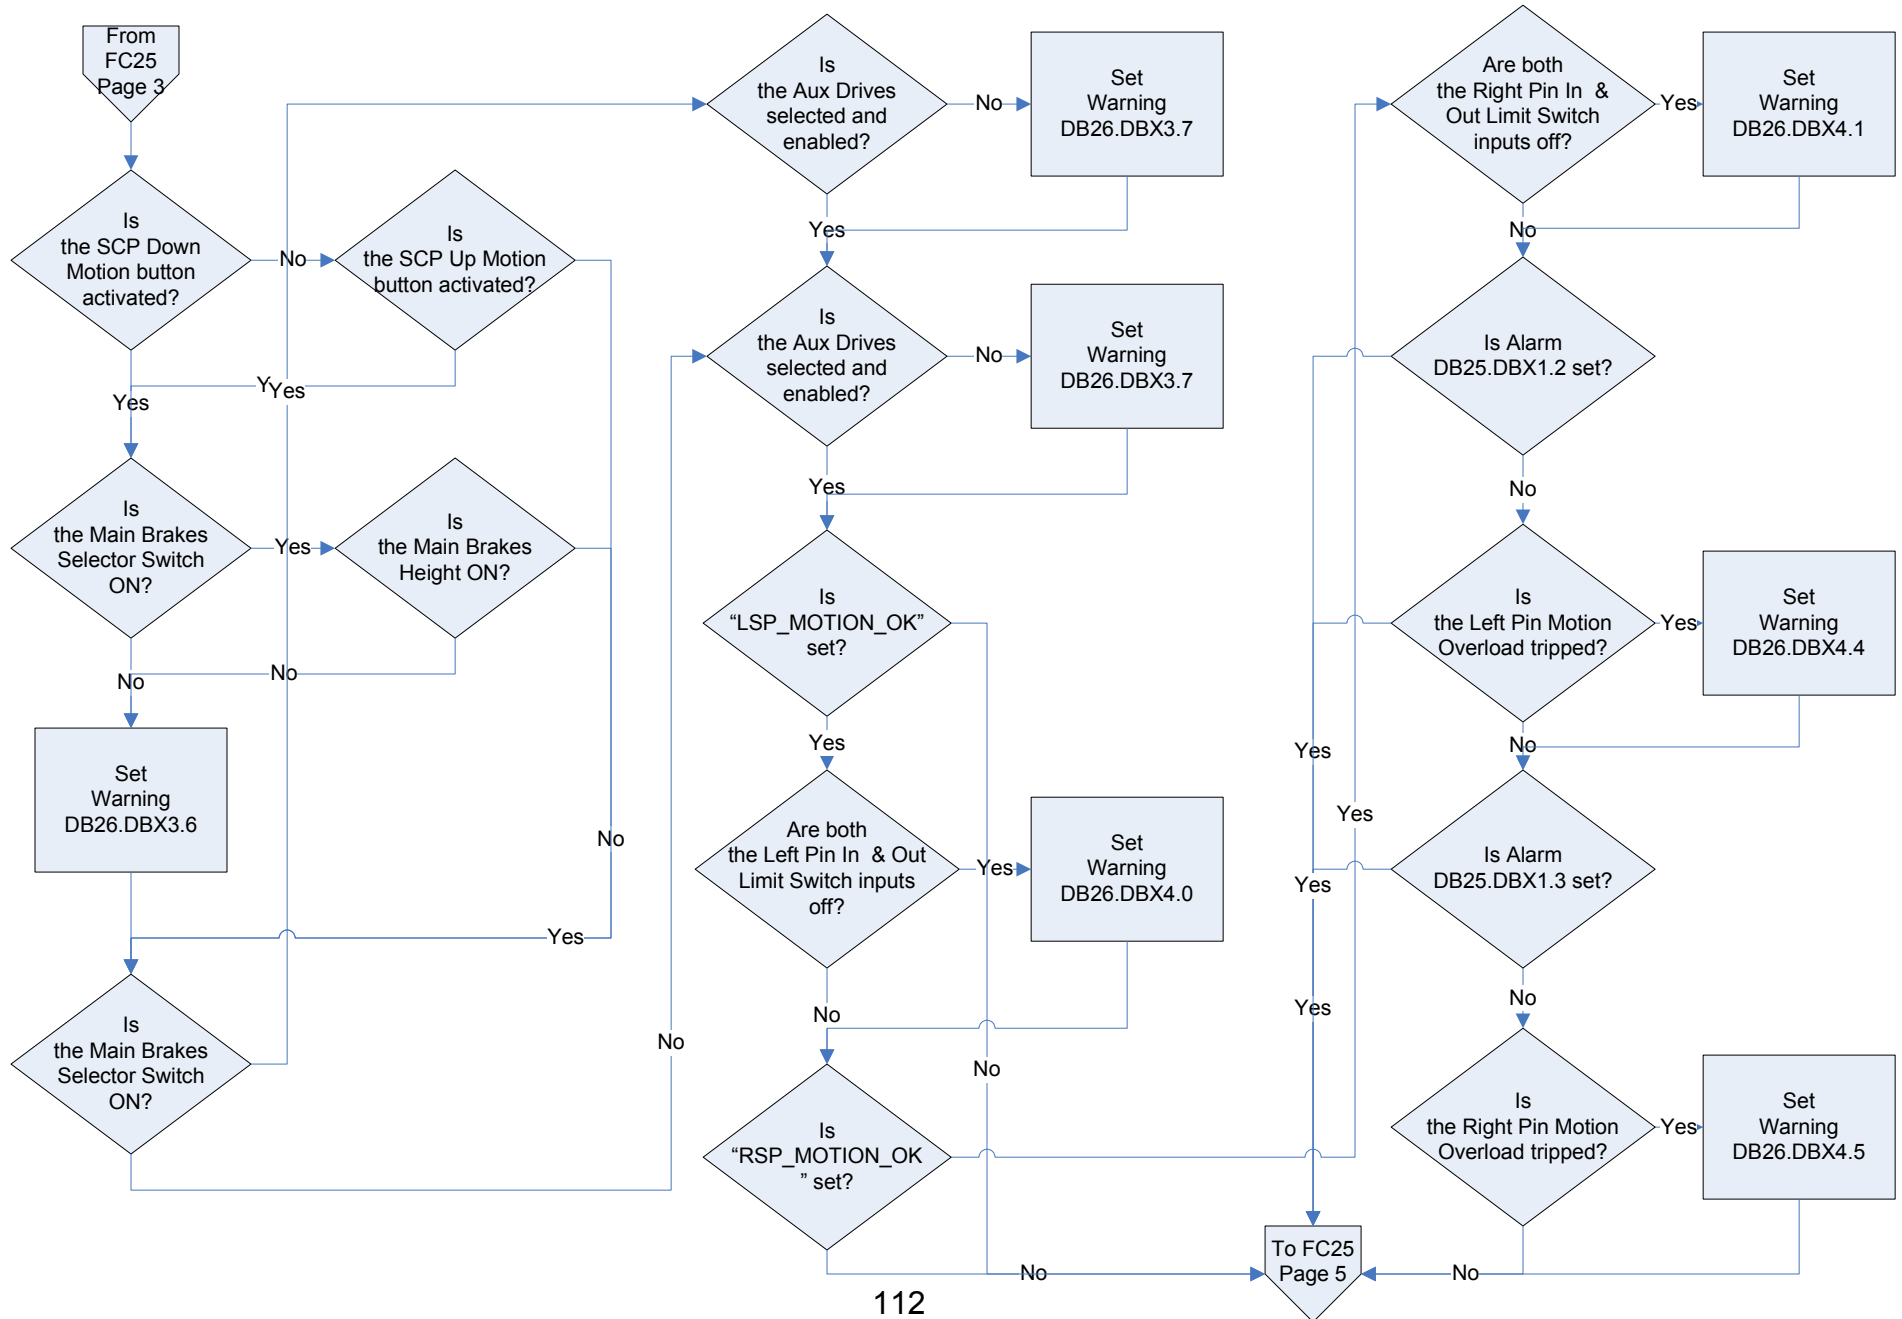 From
FC25
Page 3
Is
the SCP Down
Motion button
activated?
No
Is
the SCP Up Motion
button activated?
Yes
Y
Yes
Is
the Main Brakes
Selector Switch
ON?
Yes
Is
the Main Brakes
Height ON?
No
No
Set
Warning
DB26.DBX3.6
No
Yes
Is
the Main Brakes
Selector Switch
ON?
No
Is
the Aux Drives
selected and
enabled?
No
Set
Warning
DB26.DBX3.7
Yes
Is
the Aux Drives
selected and
enabled?
No
Set
Warning
DB26.DBX3.7
Yes
Is
“LSP_MOTION_OK”
set?
Yes
No
Are both
the Left Pin In & Out
Limit Switch inputs
off?
Yes
Set
Warning
DB26.DBX4.0
No
Is
“RSP_MOTION_OK
” set?
No
Yes
Are both
the Right Pin In &
Out Limit Switch
inputs off?
Yes
Set
Warning
DB26.DBX4.1
No
Is Alarm
DB25.DBX1.2 set?
Yes
No
Is
the Left Pin Motion
Overload tripped?
Yes
Set
Warning
DB26.DBX4.4
No
Yes
Is Alarm
DB25.DBX1.3 set?
Yes
No
Is
the Right Pin Motion
Overload tripped?
Yes
Set
Warning
DB26.DBX4.5
No
To FC25
Page 5
112